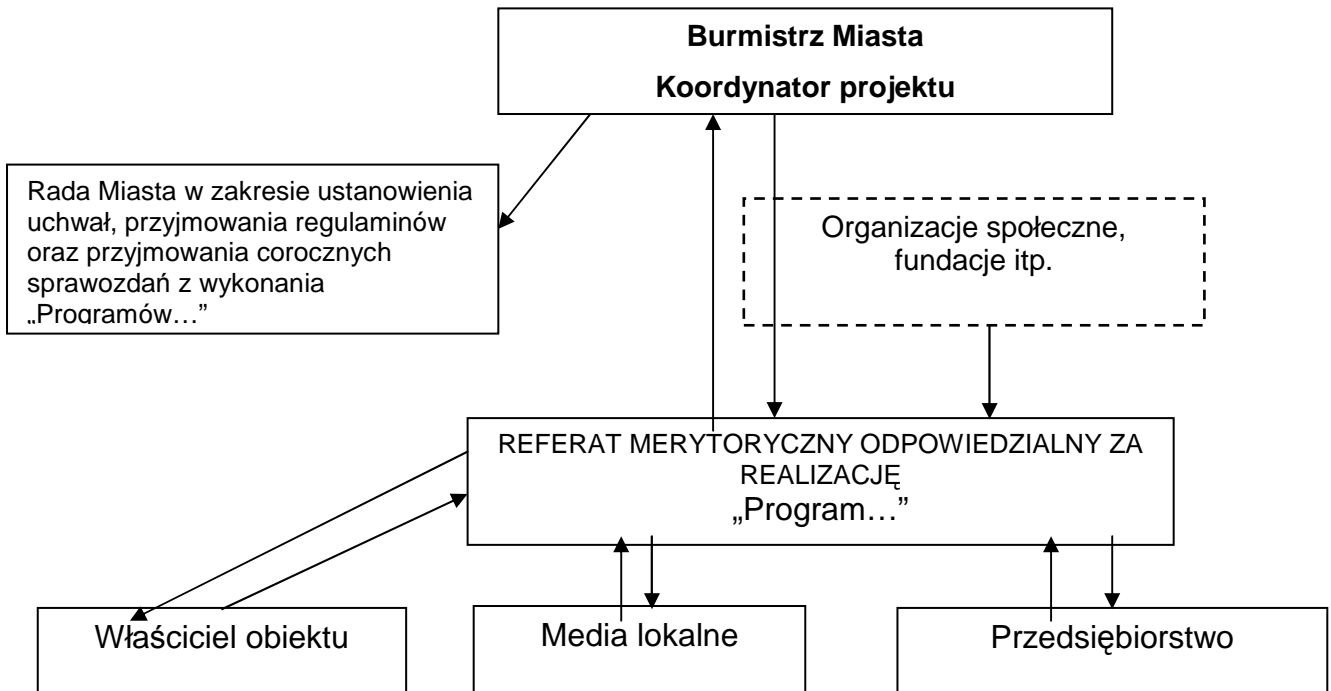 Burmistrz Miasta
Koordynator projektu
Rada Miasta w zakresie ustanowienia
uchwał, przyjmowania regulaminów
oraz przyjmowania corocznych
sprawozdań z wykonania
„Programów…”
Organizacje społeczne,
fundacje itp.
REFERAT MERYTORYCZNY ODPOWIEDZIALNY ZA
REALIZACJĘ
„Program…”
Właściciel obiektu
Media lokalne
Przedsiębiorstwo